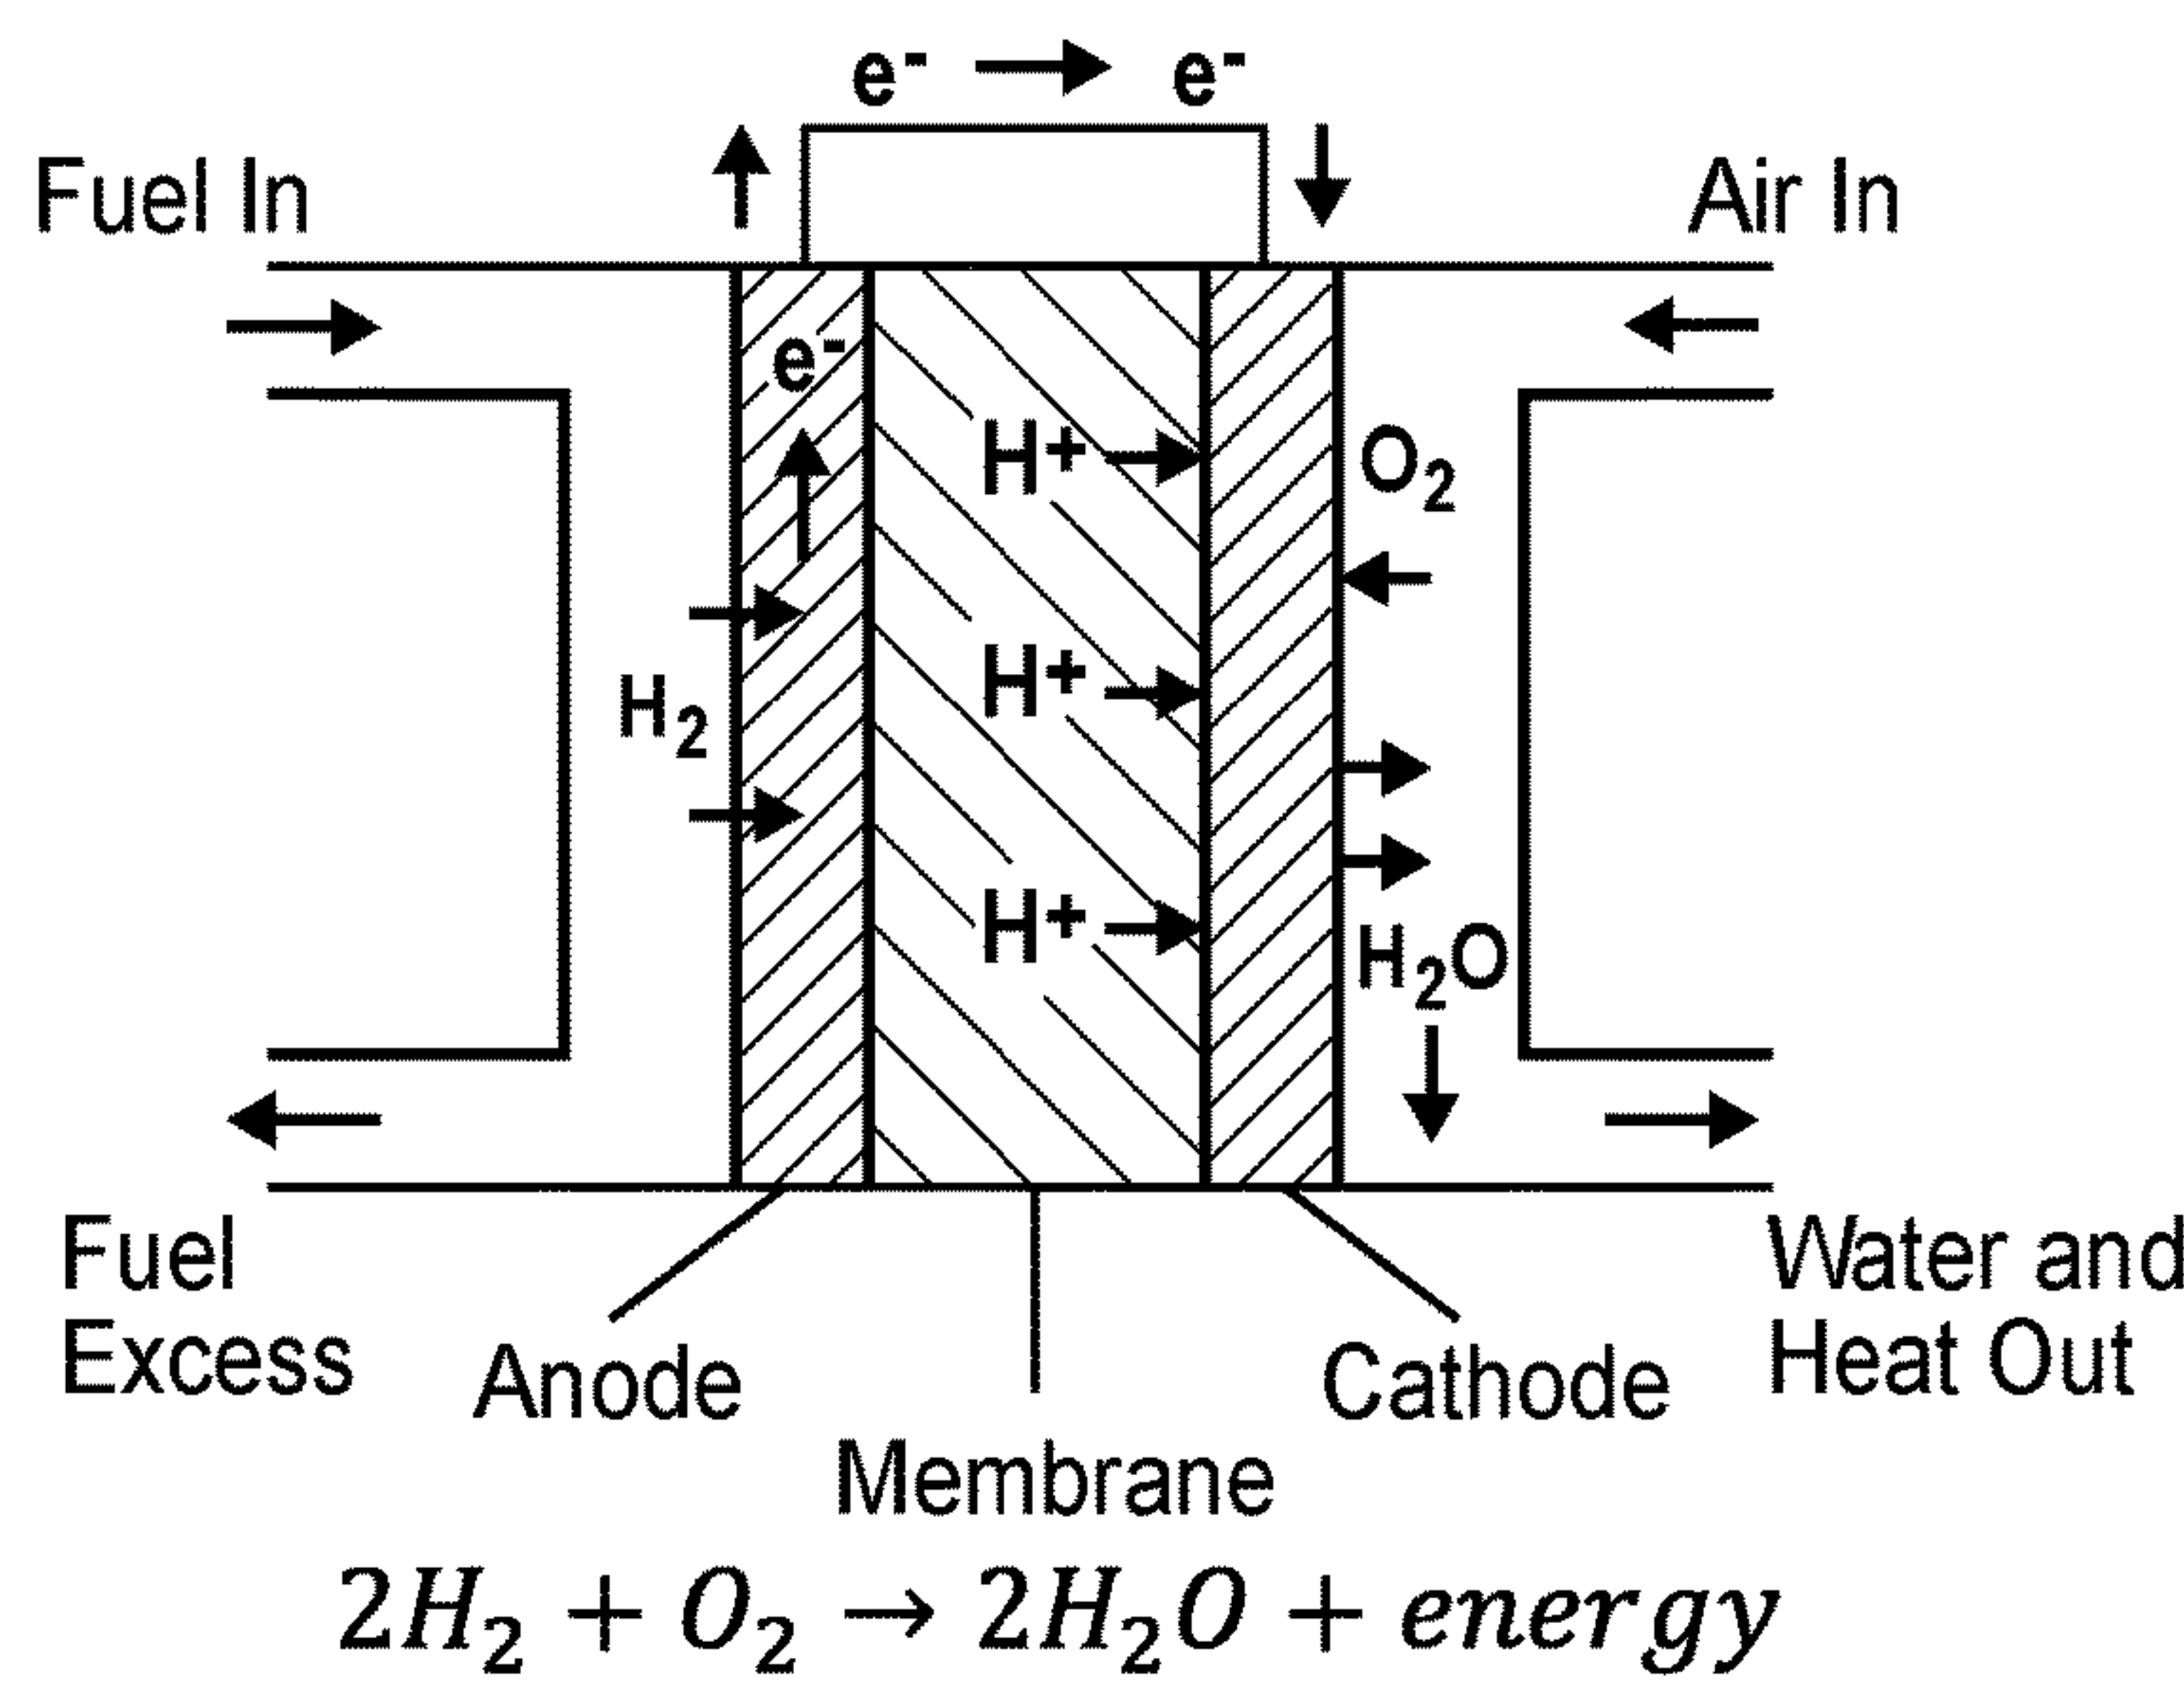 e⁻ → e⁻
Fuel In
Air In
e⁻
H⁺
O₂
H⁺
H₂
H⁺
H₂O
Fuel
Excess
Water and
Heat Out
Anode
Cathode
Membrane
2H₂ + O₂ → 2H₂O + energy